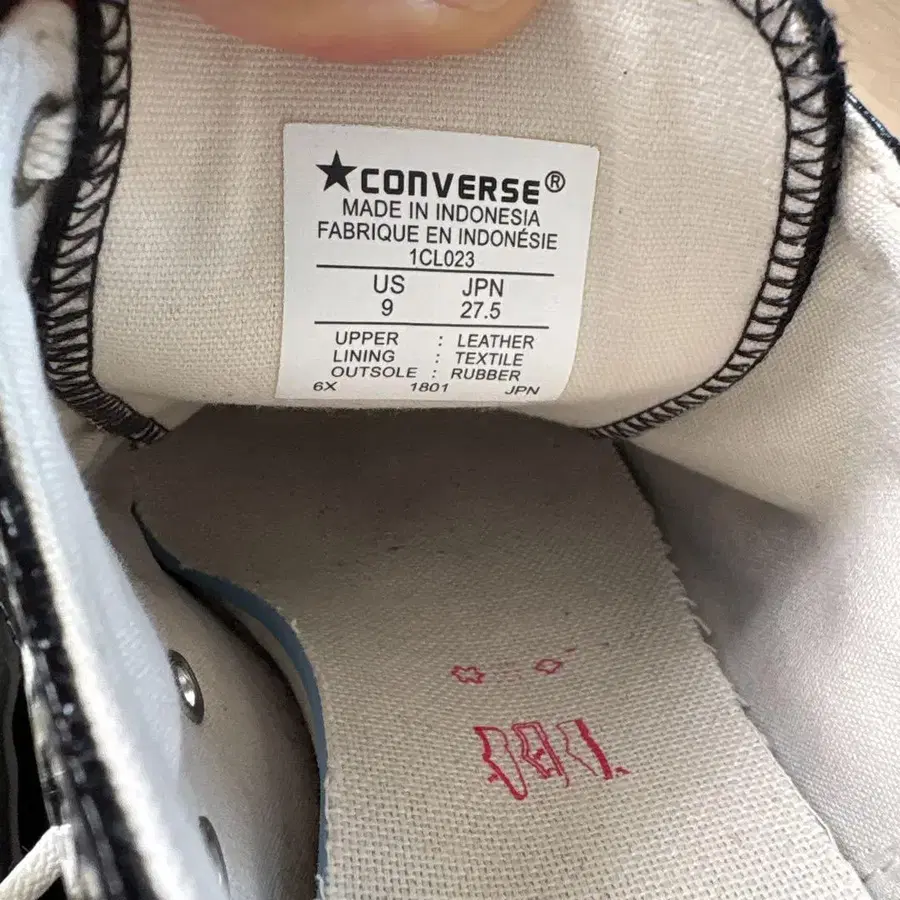 ★CONVERSE®
MADE IN INDONESIA
FABRIQUE EN INDONÉSIE
1CL023
US JPN
9 27.5
UPPER : LEATHER
LINING : TEXTILE
OUTSOLE : RUBBER
6X 1801 JPN